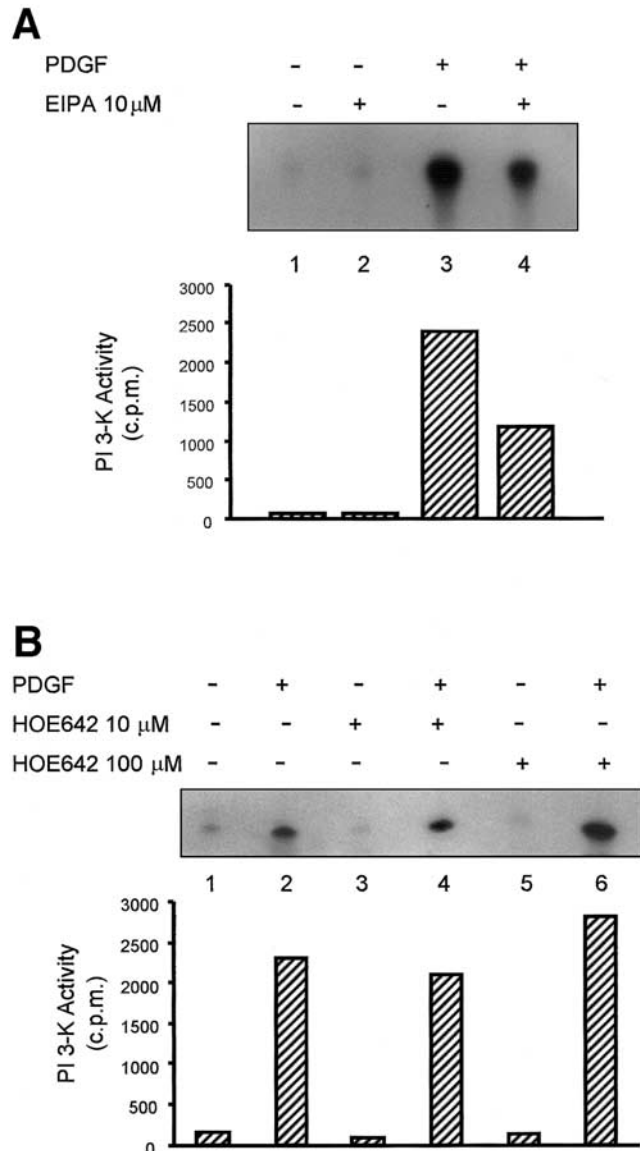 A
PDGF - - + +
EIPA 10 μM - + - +
1 2 3 4
3000
2500
2000
1500
1000
500
0
PI 3-K Activity
(c.p.m.)
B
PDGF - + - + - +
HOE642 10 μM - - + + - -
HOE642 100 μM - - - - + +
1 2 3 4 5 6
3000
2500
2000
1500
1000
500
0
PI 3-K Activity
(c.p.m.)